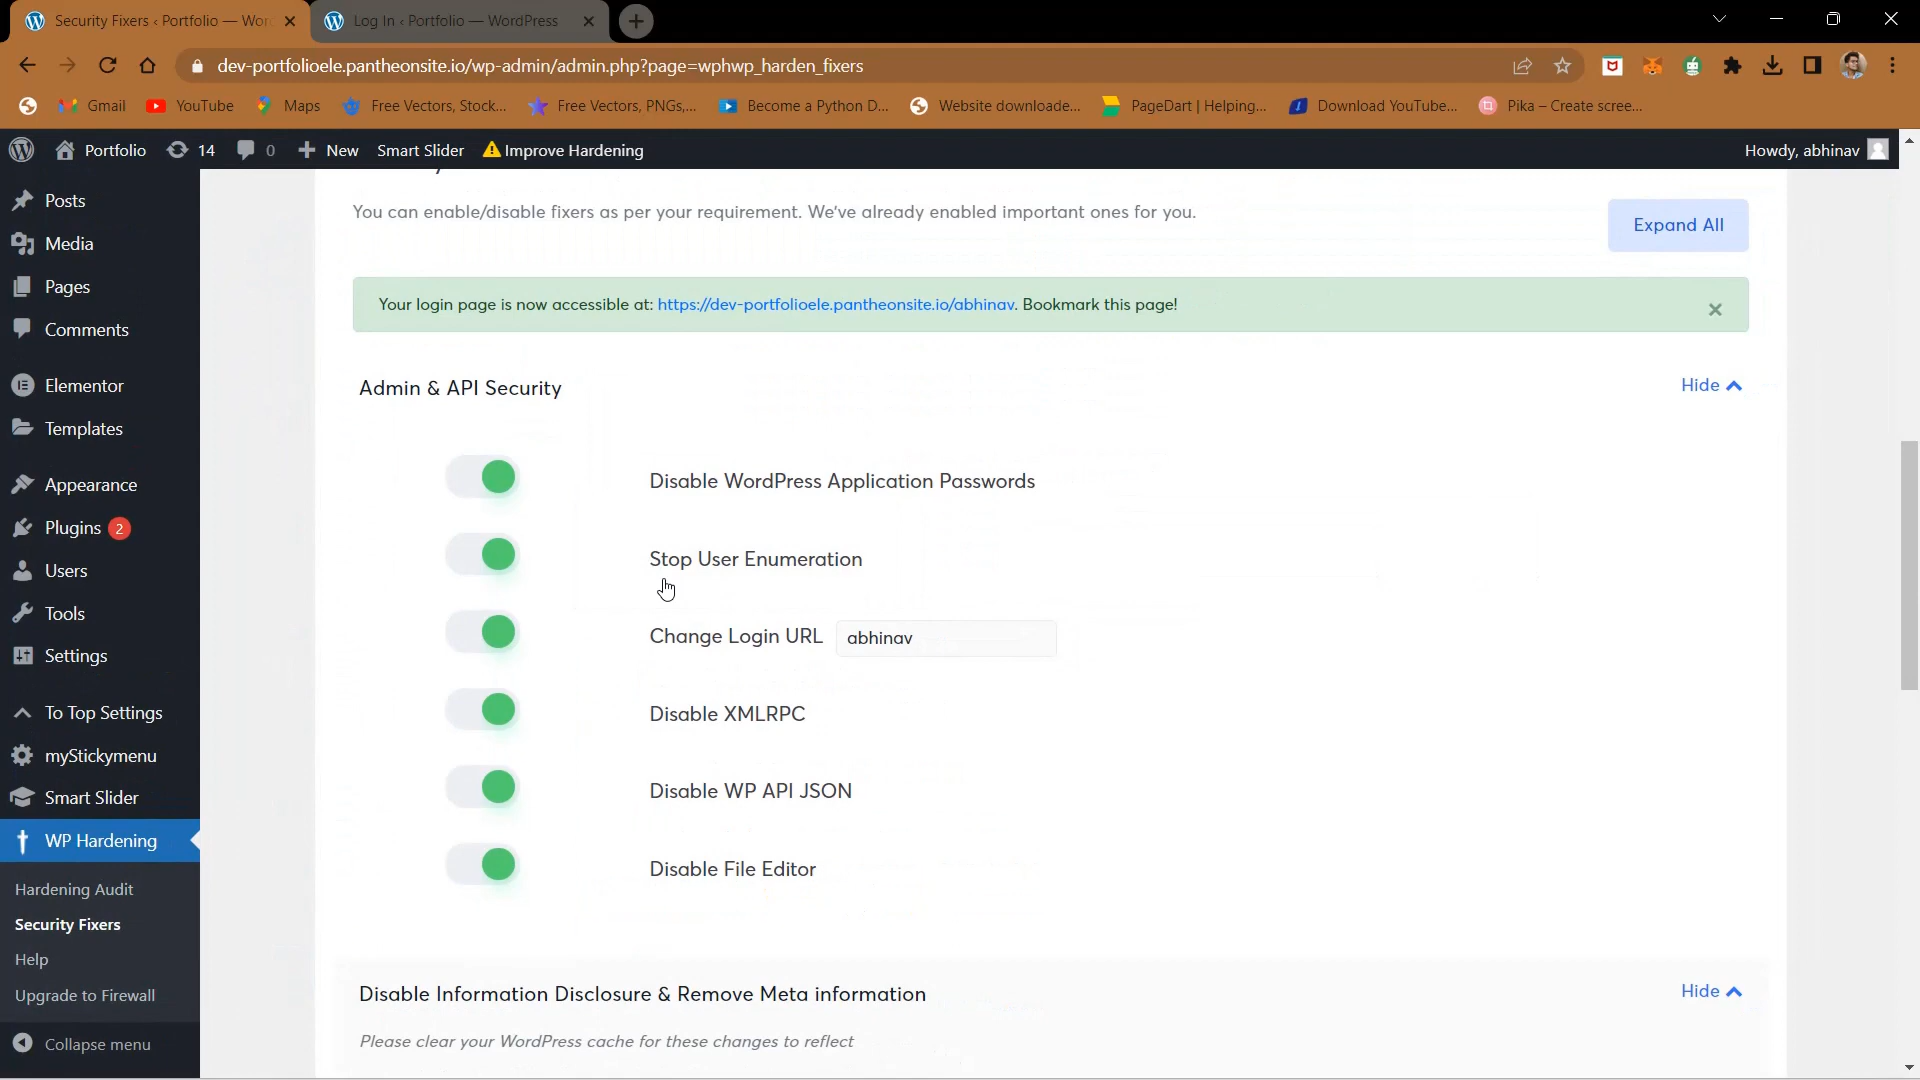 Security Fixers ‹ Portfolio — Wor
Log In ‹ Portfolio — WordPress
dev-portfolioele.pantheonsite.io/wp-admin/admin.php?page=wphwp_harden_fixers
Gmail
YouTube
Maps
Free Vectors, Stock...
Free Vectors, PNGs,...
Become a Python D...
Website downloade...
PageDart | Helping...
Download YouTube...
Pika – Create scree...
Portfolio
14
0
New
Smart Slider
Improve Hardening
Howdy, abhinav
Posts
Media
Pages
Comments
Elementor
Templates
Appearance
Plugins 2
Users
Tools
Settings
To Top Settings
myStickymenu
Smart Slider
WP Hardening
Hardening Audit
Security Fixers
Help
Upgrade to Firewall
Collapse menu
You can enable/disable fixers as per your requirement. We've already enabled important ones for you.
Expand All
Your login page is now accessible at: https://dev-portfolioele.pantheonsite.io/abhinav. Bookmark this page!
Admin & API Security
Hide
Disable WordPress Application Passwords
Stop User Enumeration
Change Login URL abhinav
Disable XMLRPC
Disable WP API JSON
Disable File Editor
Disable Information Disclosure & Remove Meta information
Hide
Please clear your WordPress cache for these changes to reflect